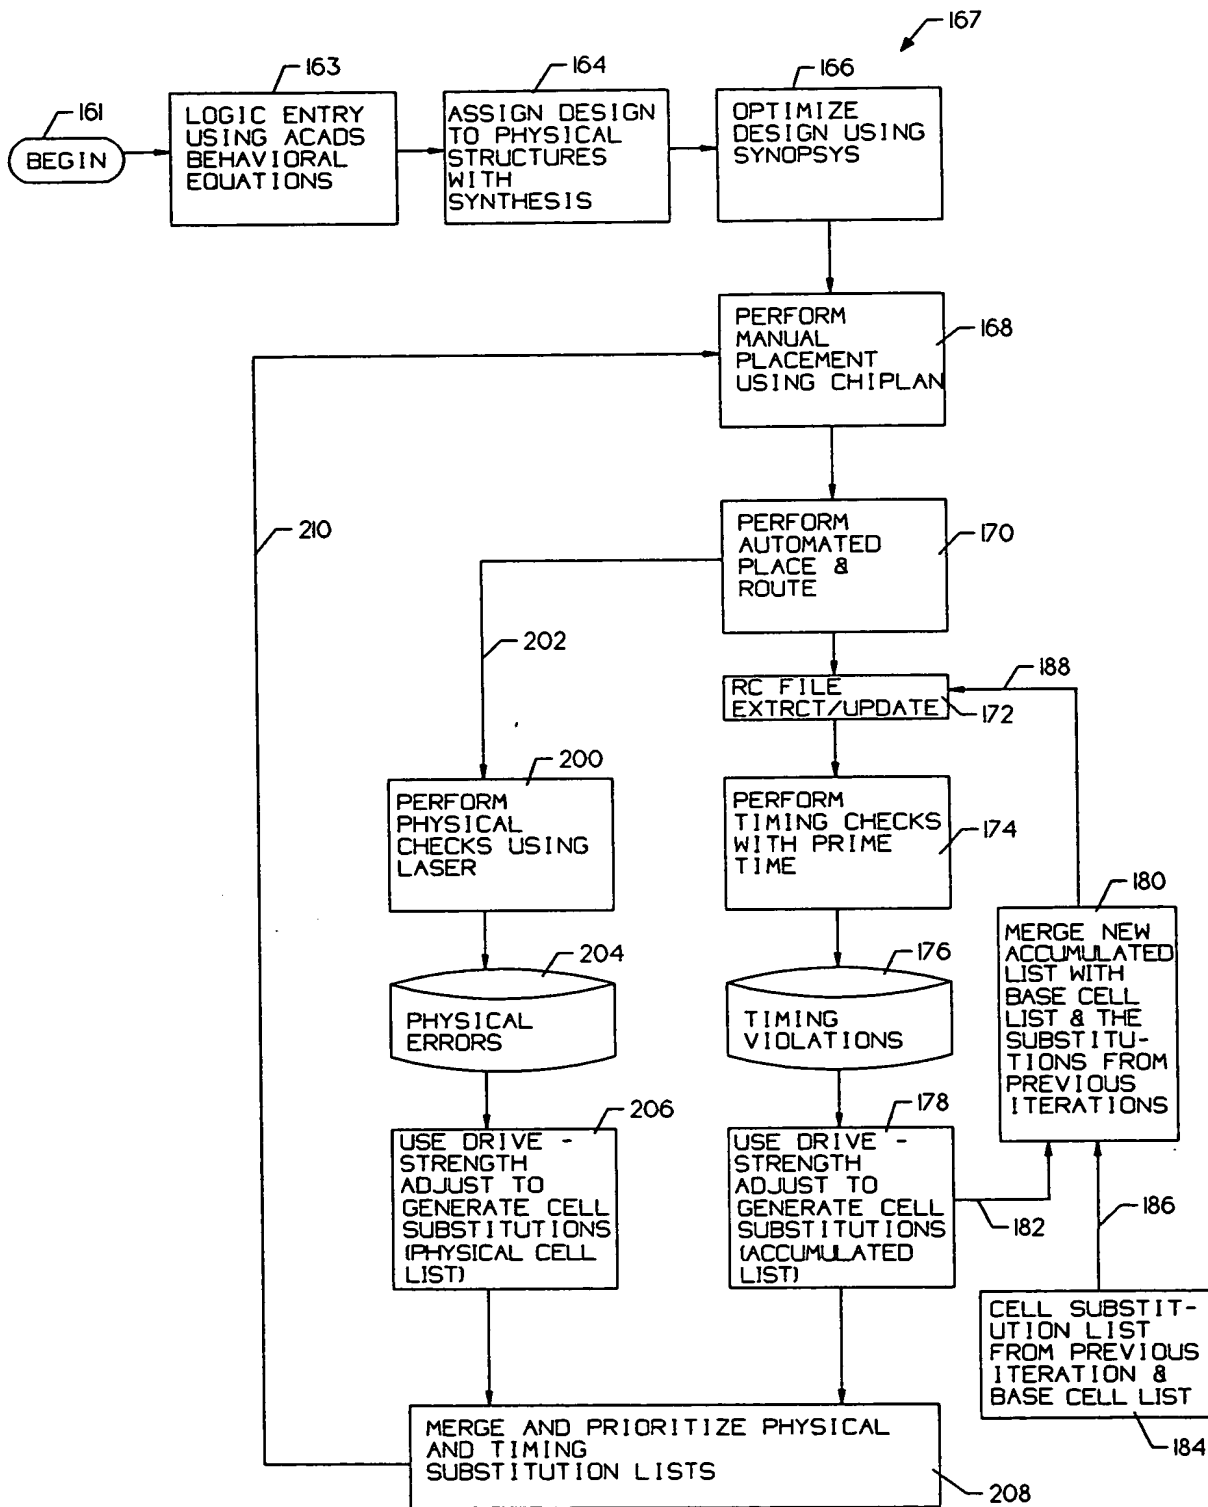 167
163
164
166
161
BEGIN
LOGIC ENTRY
USING ACADS
BEHAVIORAL
EQUATIONS
ASSIGN DESIGN
TO PHYSICAL
STRUCTURES
WITH
SYNTHESIS
OPTIMIZE
DESIGN USING
SYNOPSYS
PERFORM
MANUAL
PLACEMENT
USING CHIPLAN
168
210
PERFORM
AUTOMATED
PLACE &
ROUTE
170
202
RC FILE
EXTRCT/UPDATE
172
188
200
PERFORM
PHYSICAL
CHECKS USING
LASER
PERFORM
TIMING CHECKS
WITH PRIME
TIME
174
180
MERGE NEW
ACCUMULATED
LIST WITH
BASE CELL
LIST & THE
SUBSTITU-
TIONS FROM
PREVIOUS
ITERATIONS
204
PHYSICAL
ERRORS
176
TIMING
VIOLATIONS
206
USE DRIVE -
STRENGTH
ADJUST TO
GENERATE CELL
SUBSTITUTIONS
(PHYSICAL CELL
LIST)
178
USE DRIVE -
STRENGTH
ADJUST TO
GENERATE CELL
SUBSTITUTIONS
(ACCUMULATED
LIST)
182
186
CELL SUBSTIT-
UTION LIST
FROM PREVIOUS
ITERATION &
BASE CELL LIST
184
MERGE AND PRIORITIZE PHYSICAL
AND TIMING
SUBSTITUTION LISTS
208